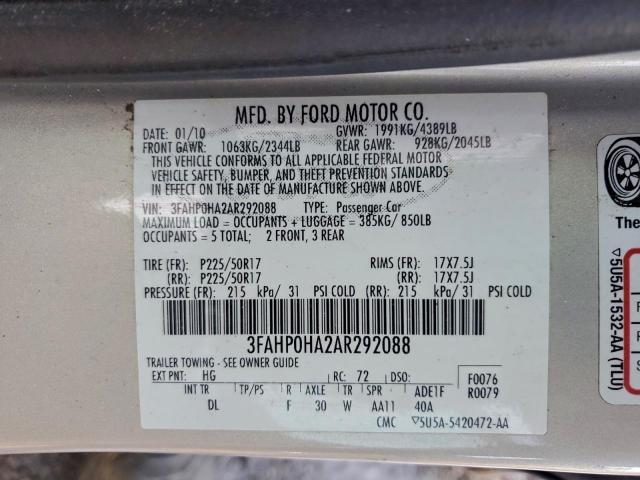 MFD. BY FORD MOTOR CO.
DATE: 01/10 GVWR: 1991KG/4389LB
FRONT GAWR: 1063KG/2344LB REAR GAWR: 928KG/2045LB
THIS VEHICLE CONFORMS TO ALL APPLICABLE FEDERAL MOTOR
VEHICLE SAFETY, BUMPER, AND THEFT PREVENTION STANDARDS
IN EFFECT ON THE DATE OF MANUFACTURE SHOWN ABOVE.
VIN: 3FAHP0HA2AR292088 TYPE: Passenger Car
MAXIMUM LOAD = OCCUPANTS + LUGGAGE = 385KG/ 850LB
OCCUPANTS = 5 TOTAL; 2 FRONT, 3 REAR
TIRE (FR): P225/50R17 RIMS (FR): 17X7.5J
(RR): P225/50R17 (RR): 17X7.5J
PRESSURE (FR): 215 kPa/ 31 PSI COLD (RR): 215 kPa/ 31 PSI COLD
3FAHP0HA2AR292088
TRAILER TOWING - SEE OWNER GUIDE
EXT PNT: HG RC: 72 DSO: F0076
INT TR TP/PS R AXLE TR SPR ADE1F R0079
DL F 30 W AA11 40A
CMC ▽5U5A-5420472-AA
The
▽5U5A-1532-AA (TLU)